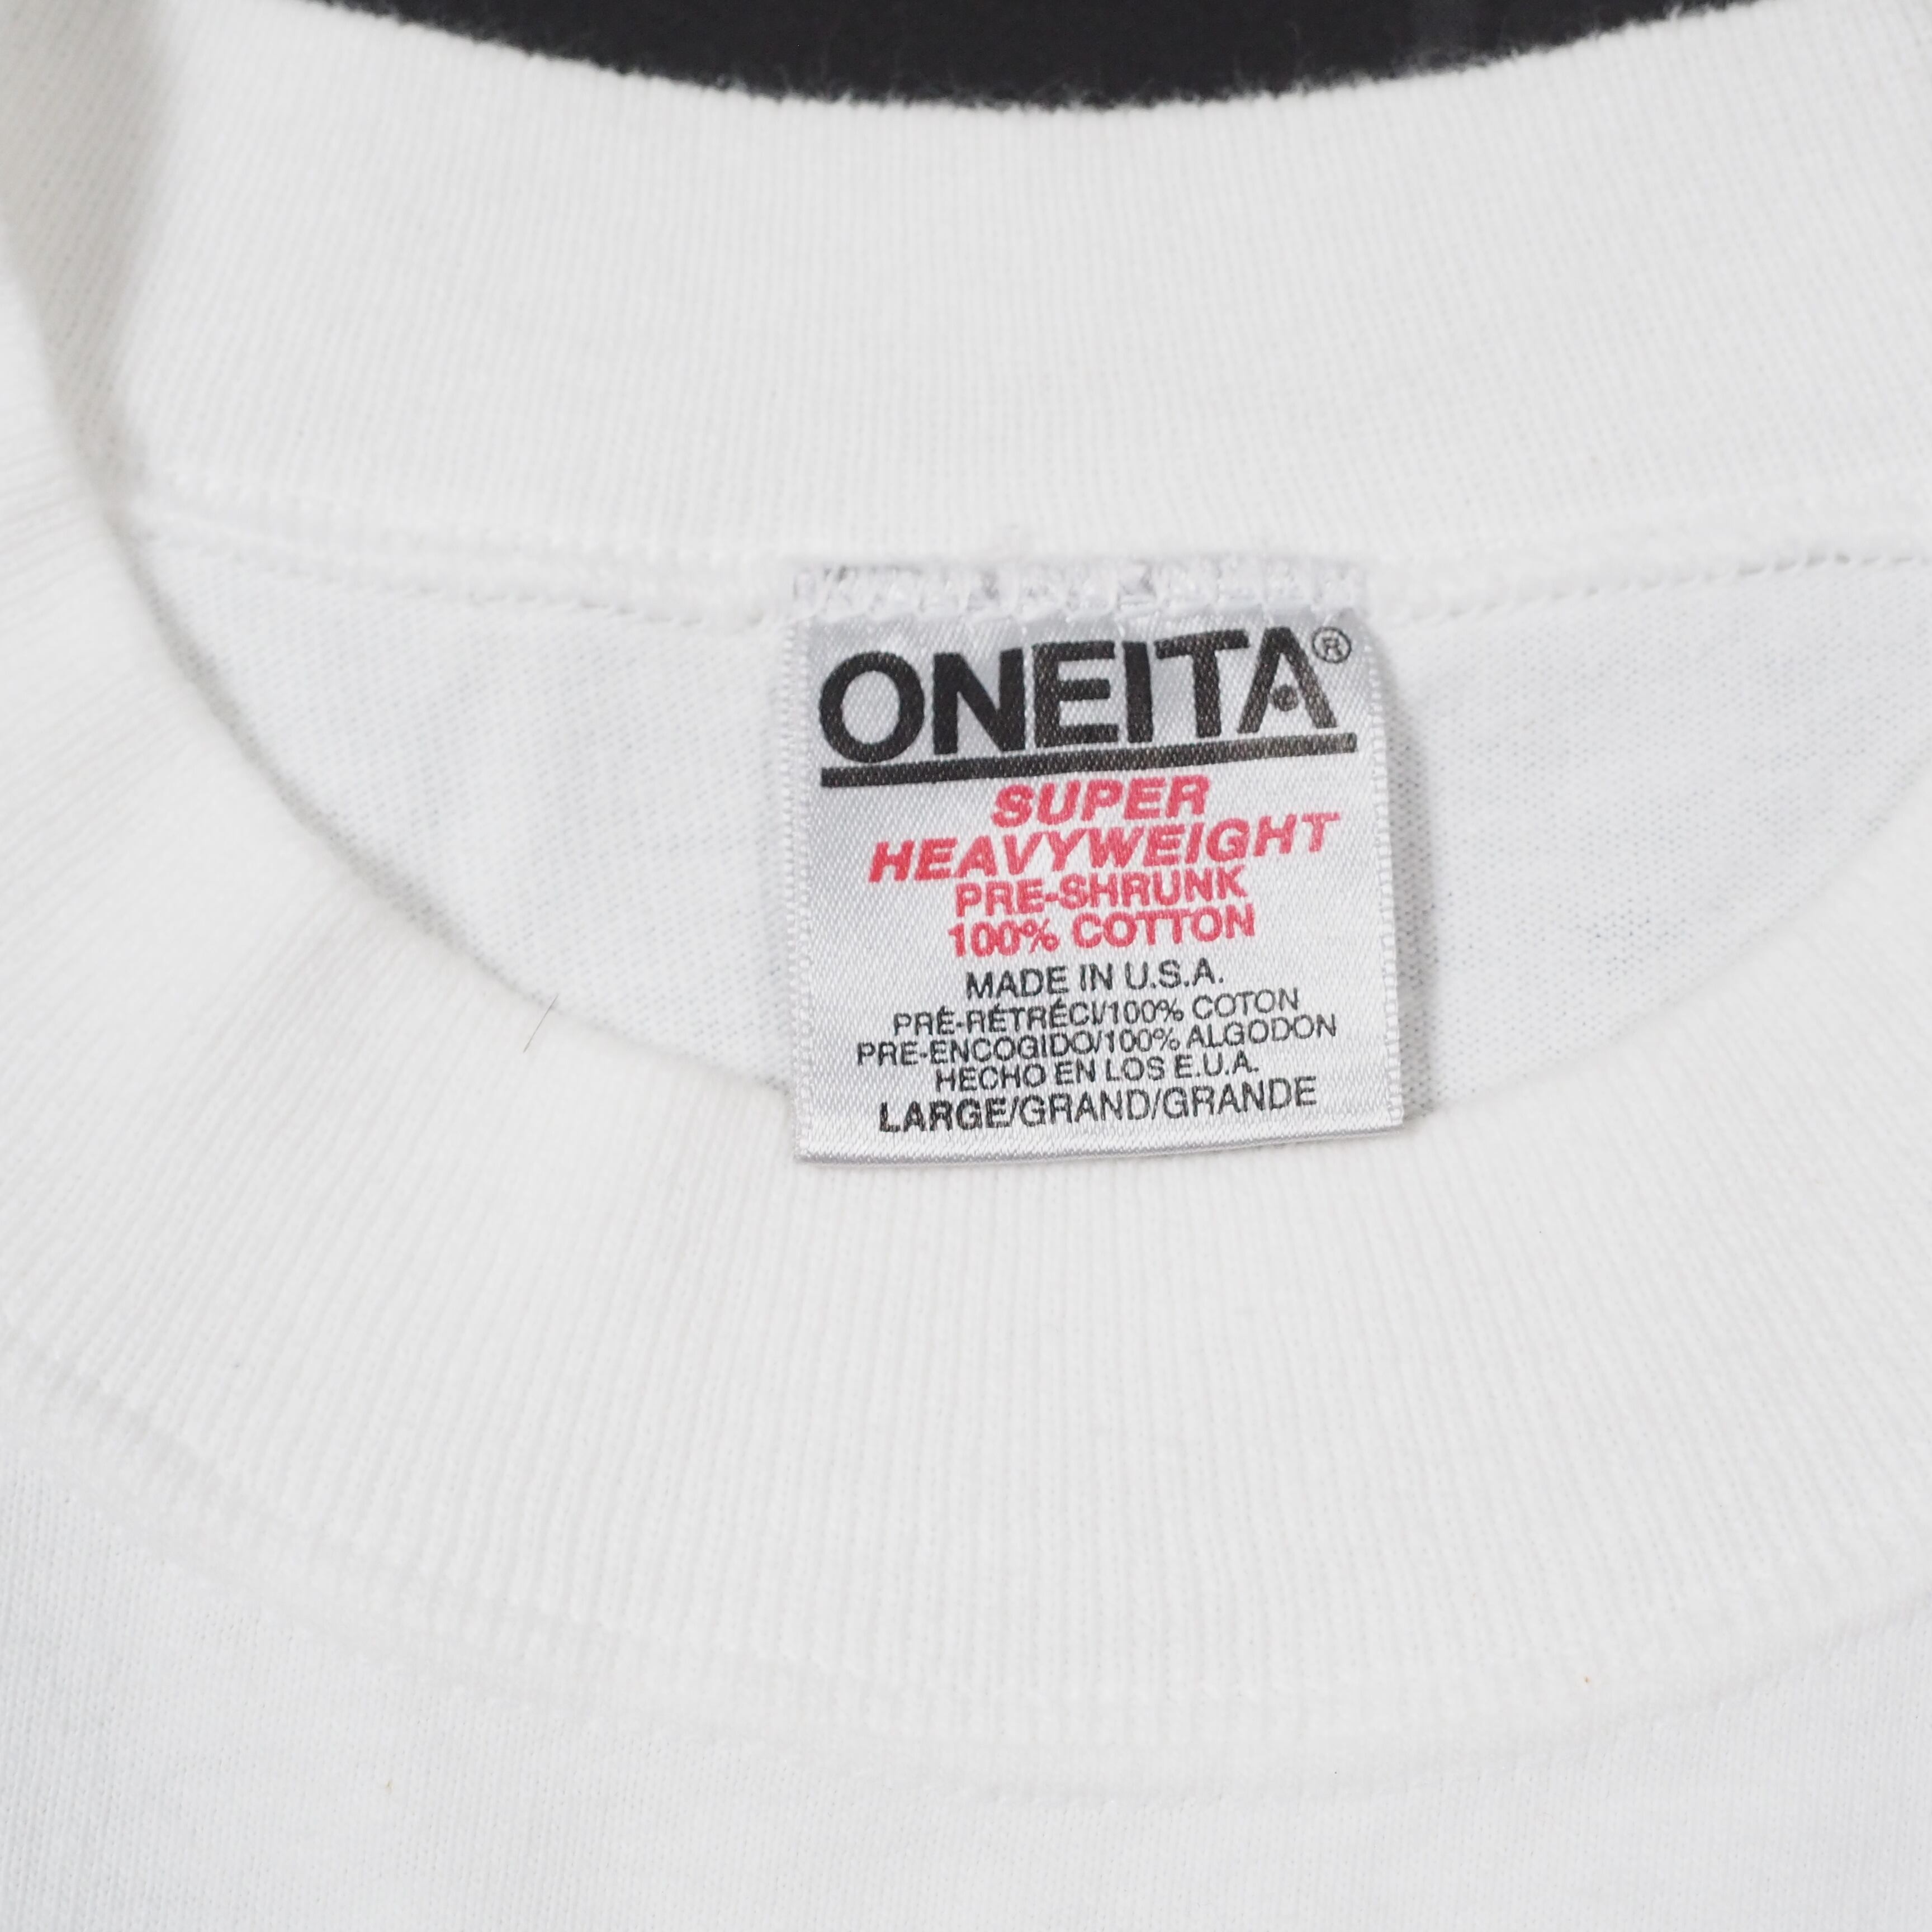 ONEITA®
SUPER
HEAVYWEIGHT
PRE-SHRUNK
100% COTTON
MADE IN U.S.A.
PRÉ-RÉTRÉCI/100% COTON
PRE-ENCOGIDO/100% ALGODON
HECHO EN LOS E.U.A.
LARGE/GRAND/GRANDE